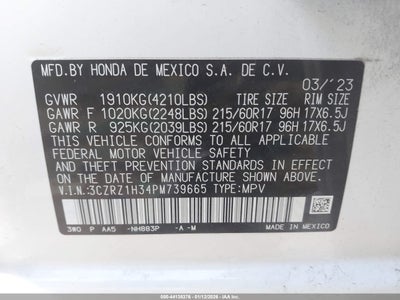 MFD.BY HONDA DE MEXICO S.A. DE C.V.
03/'23
GVWR 1910KG(4210LBS) TIRE SIZE RIM SIZE
GAWR F 1020KG(2248LBS) 215/60R17 96H 17X6.5J
GAWR R 925KG(2039LBS) 215/60R17 96H 17X6.5J
THIS VEHICLE CONFORMS TO ALL APPLICABLE
FEDERAL MOTOR VEHICLE SAFETY AND THEFT
PREVENTION STANDARDS IN EFFECT ON THE DATE
OF MANUFACTURE SHOWN ABOVE.
V.I.N:3CZRZ1H34PM739665 TYPE:MPV
3W0 P AA5 -NH883P -A -M
MADE IN MEXICO